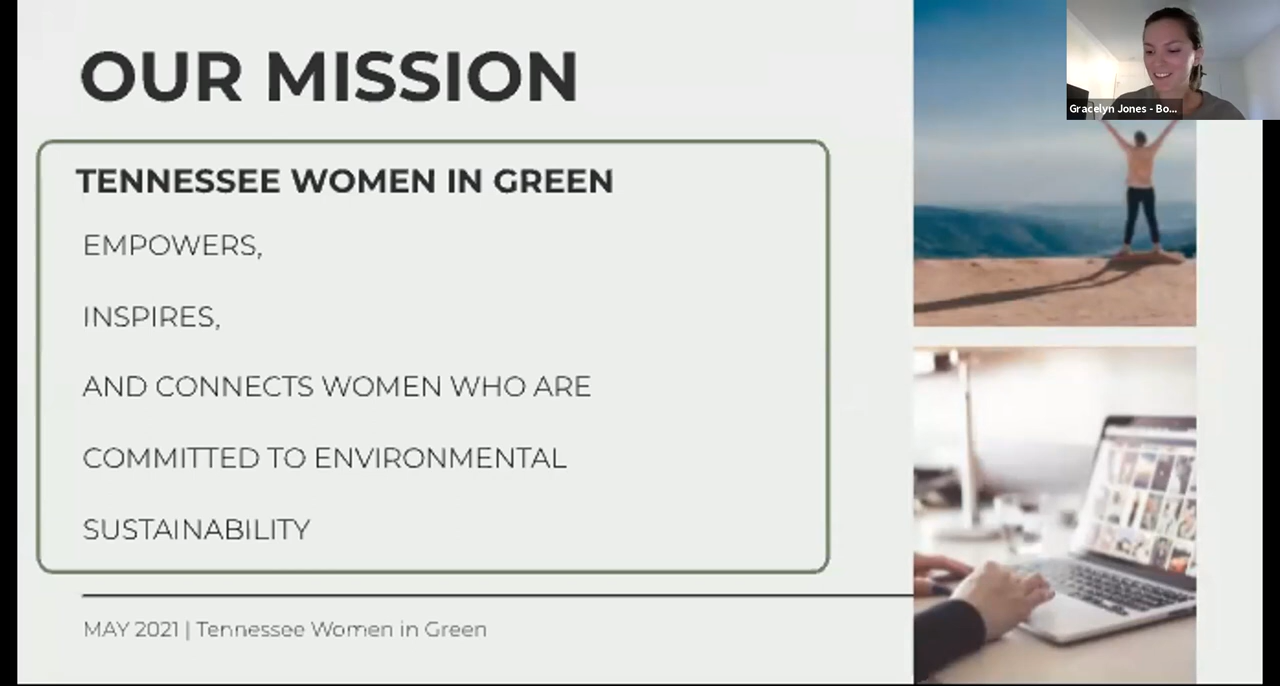 OUR MISSION
Gracelyn Jones - Bo...
TENNESSEE WOMEN IN GREEN
EMPOWERS,
INSPIRES,
AND CONNECTS WOMEN WHO ARE
COMMITTED TO ENVIRONMENTAL
SUSTAINABILITY
MAY 2021 | Tennessee Women in Green